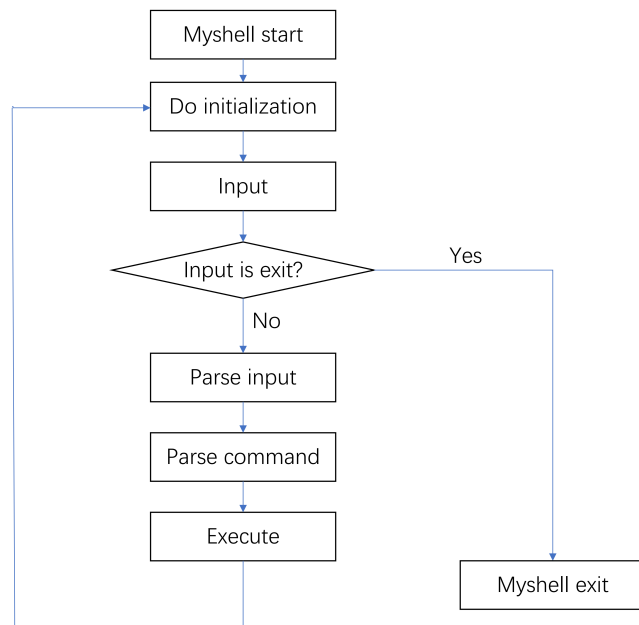 Myshell start
Do initialization
Input
Input is exit?
Yes
No
Parse input
Parse command
Execute
Myshell exit